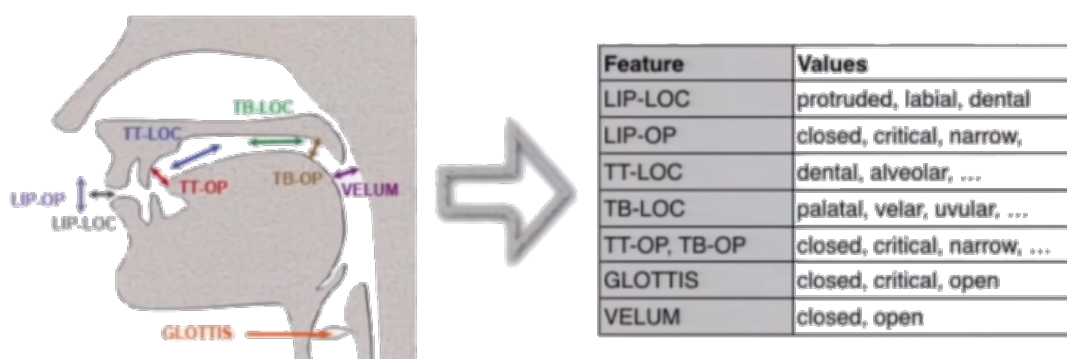 TB-LOC
TT-LOC
TT-OP
TB-OP
VELUM
LIP-OP
LIP-LOC
GLOTTIS
Feature Values
LIP-LOC protruded, labial, dental
LIP-OP closed, critical, narrow,
TT-LOC dental, alveolar, ...
TB-LOC palatal, velar, uvular, ...
TT-OP, TB-OP closed, critical, narrow, ...
GLOTTIS closed, critical, open
VELUM closed, open